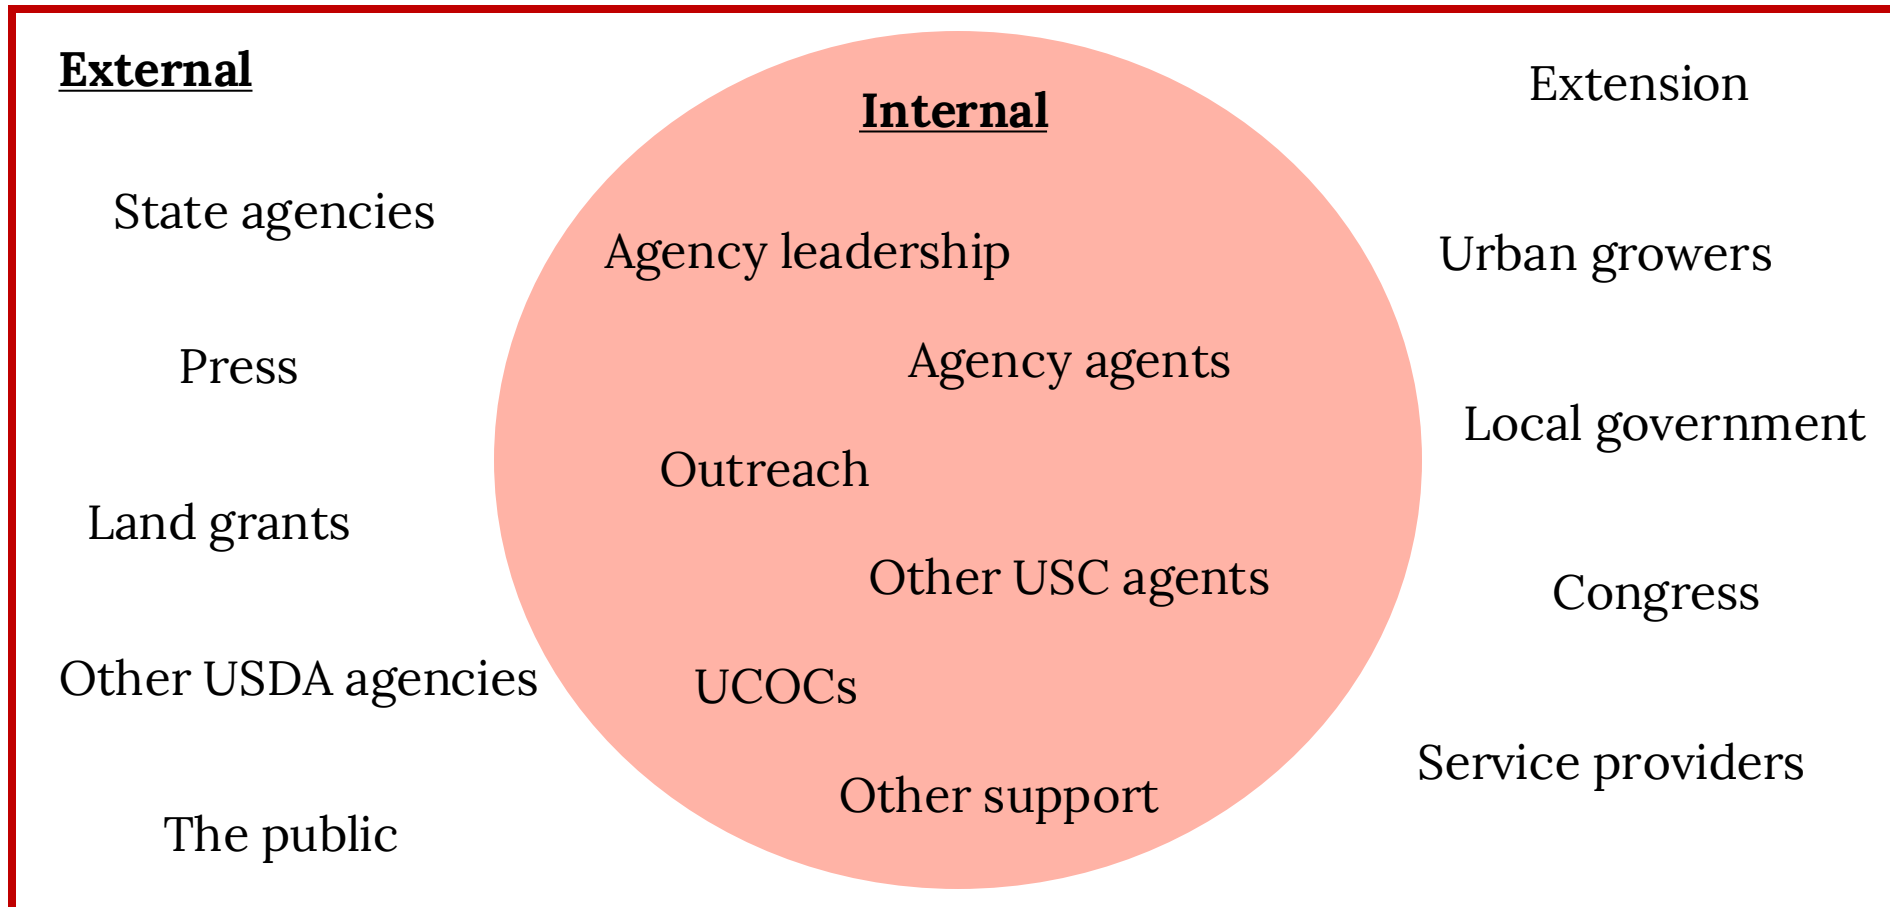 External
State agencies
Press
Land grants
Other USDA agencies
The public
Internal
Agency leadership
Agency agents
Outreach
Other USC agents
UCOCs
Other support
Extension
Urban growers
Local government
Congress
Service providers